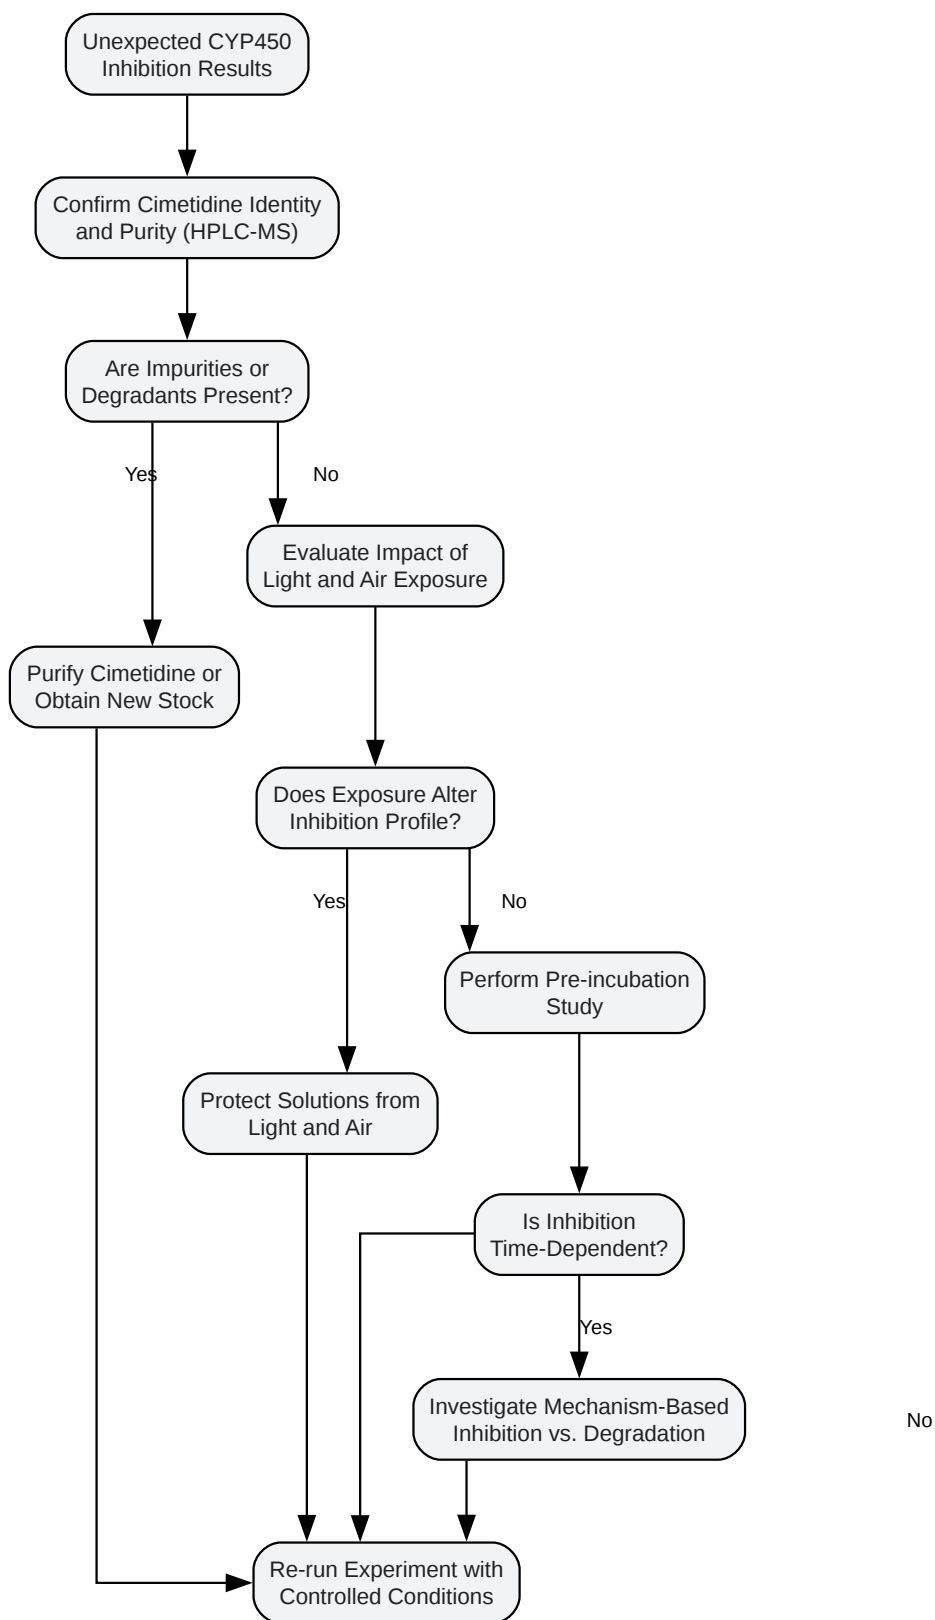 Unexpected CYP450
Inhibition Results
Confirm Cimetidine Identity
and Purity (HPLC-MS)
Are Impurities or
Degradants Present?
Yes
No
Evaluate Impact of
Light and Air Exposure
Purify Cimetidine or
Obtain New Stock
Does Exposure Alter
Inhibition Profile?
Yes
No
Perform Pre-incubation
Study
Protect Solutions from
Light and Air
Is Inhibition
Time-Dependent?
Yes
Investigate Mechanism-Based
Inhibition vs. Degradation
No
Re-run Experiment with
Controlled Conditions